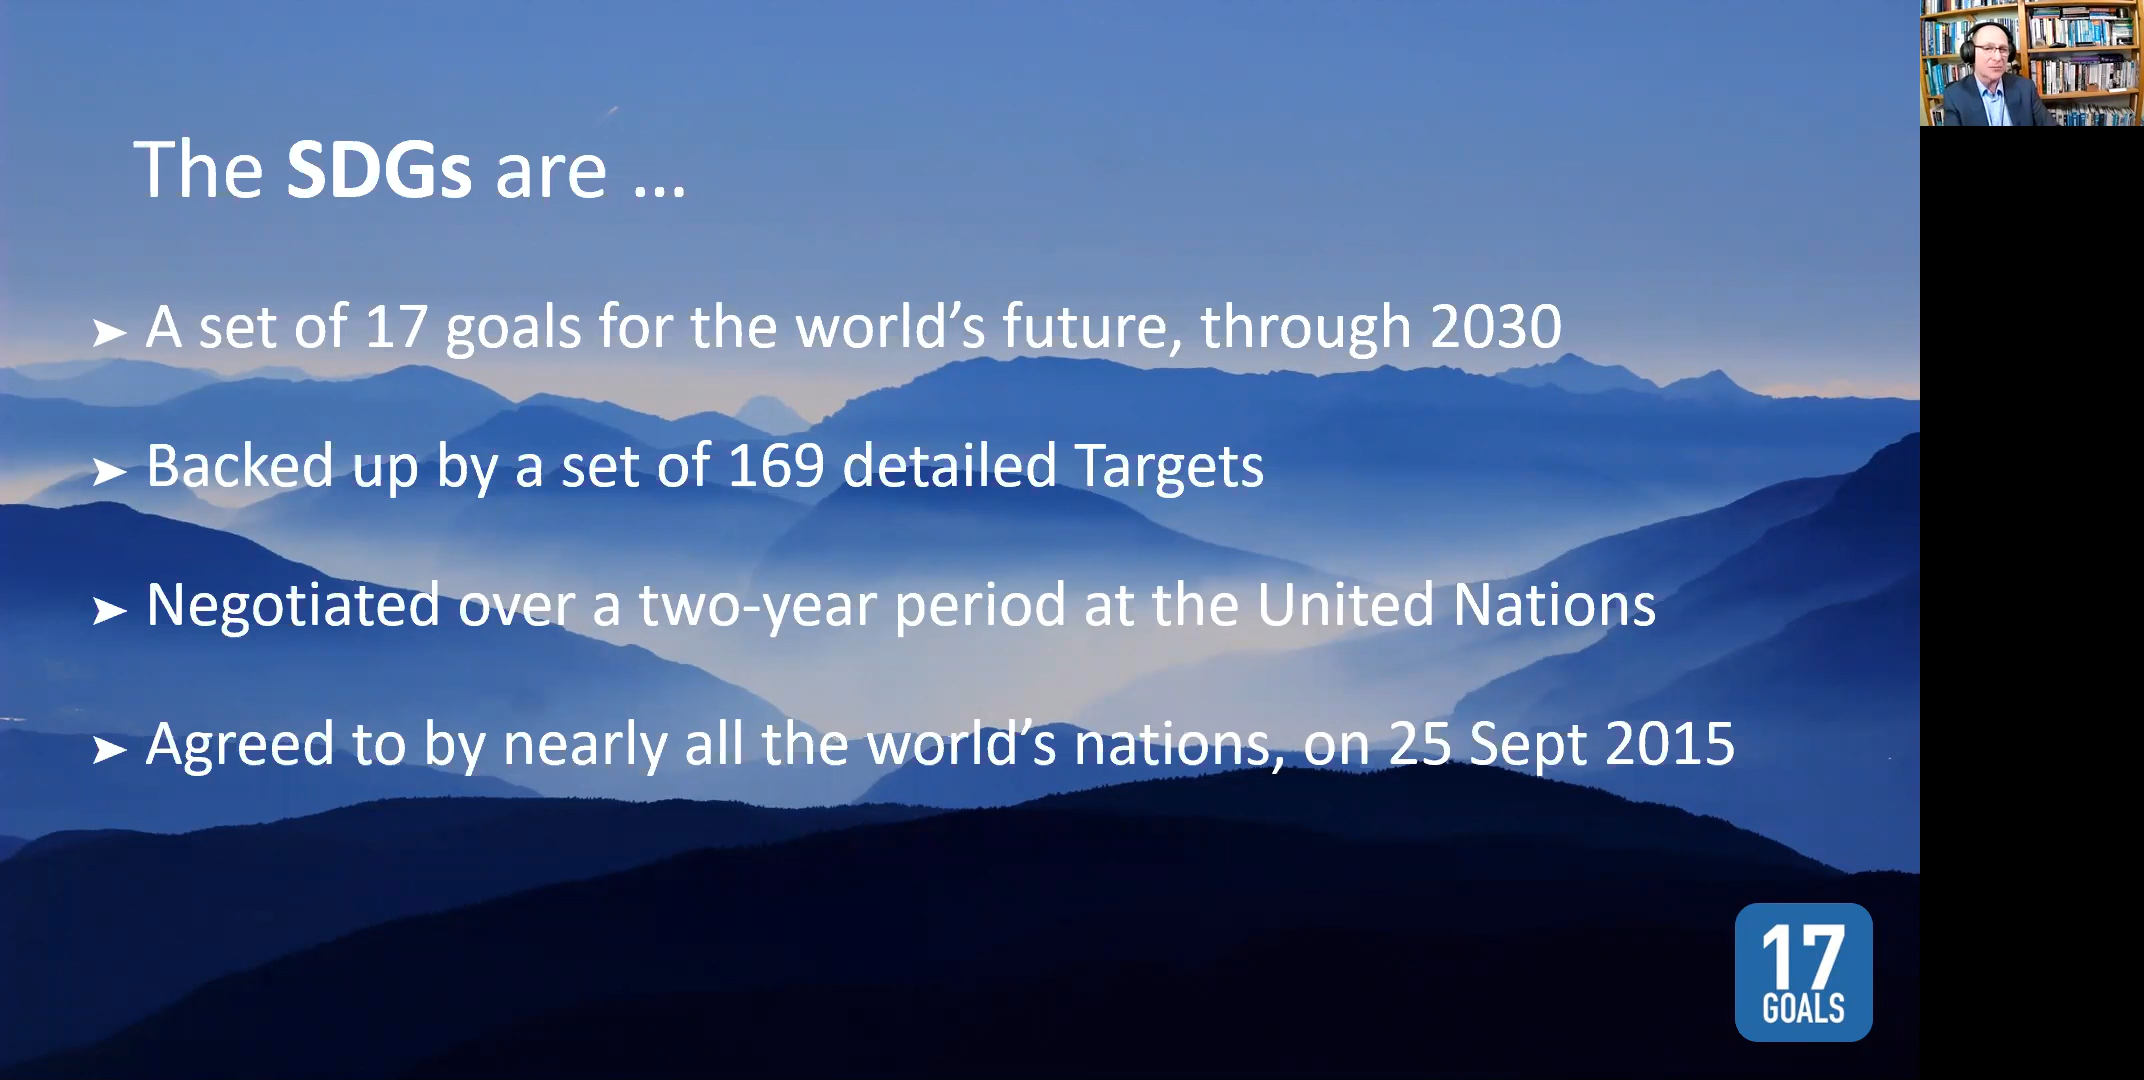 The SDGs are ...
➤ A set of 17 goals for the world’s future, through 2030
➤ Backed up by a set of 169 detailed Targets
➤ Negotiated over a two-year period at the United Nations
➤ Agreed to by nearly all the world’s nations, on 25 Sept 2015
17
GOALS